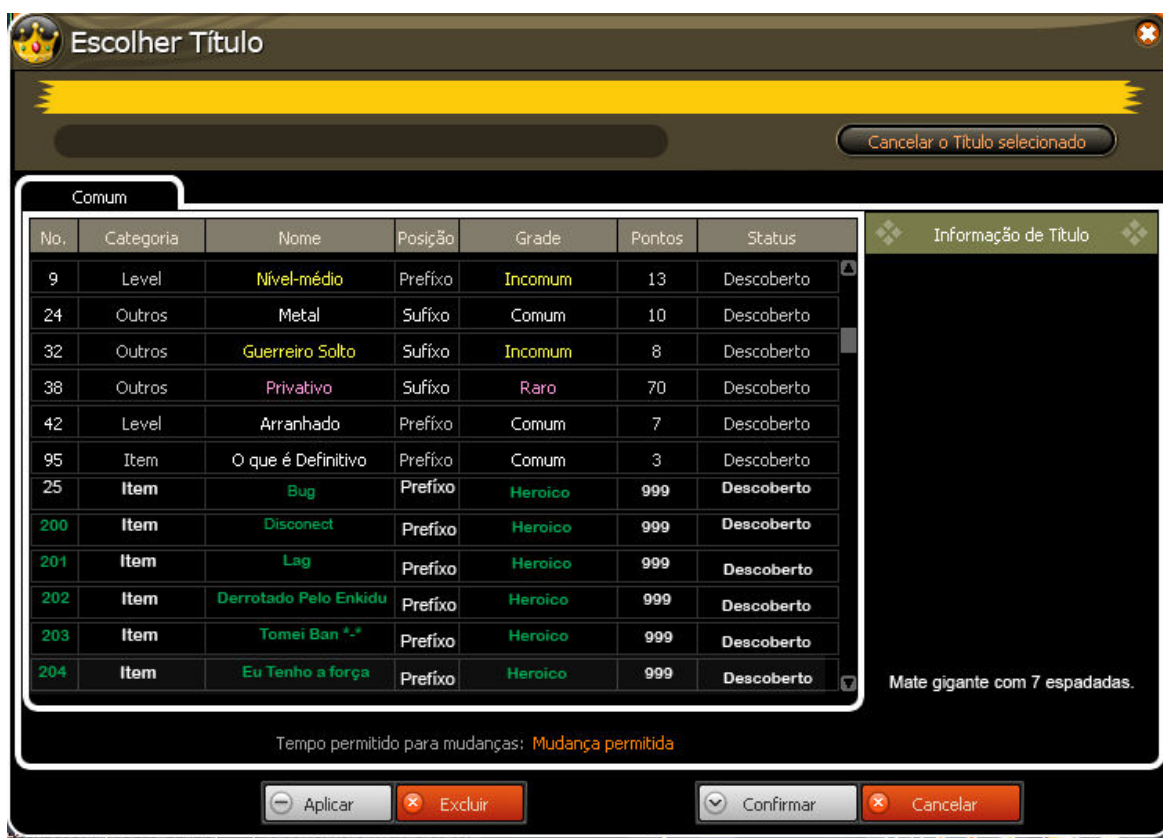 Escolher Título
Cancelar o Título selecionado
Comum
No. Categoria Nome Posição Grade Pontos Status
Informação de Título
9 Level Nível-médio Prefíxo Incomum 13 Descoberto
24 Outros Metal Sufíxo Comum 10 Descoberto
32 Outros Guerreiro Solto Sufíxo Incomum 8 Descoberto
38 Outros Privativo Sufíxo Raro 70 Descoberto
42 Level Arranhado Prefíxo Comum 7 Descoberto
95 Item O que é Definitivo Prefíxo Comum 3 Descoberto
25 Item Bug Prefíxo Heroico 999 Descoberto
200 Item Disconect Prefíxo Heroico 999 Descoberto
201 Item Lag Prefíxo Heroico 999 Descoberto
202 Item Derrotado Pelo Enkidu Prefíxo Heroico 999 Descoberto
203 Item Tomei Ban *-* Prefíxo Heroico 999 Descoberto
204 Item Eu Tenho a força Prefíxo Heroico 999 Descoberto
Mate gigante com 7 espadadas.
Tempo permitido para mudanças: Mudança permitida
Aplicar Excluir Confirmar Cancelar